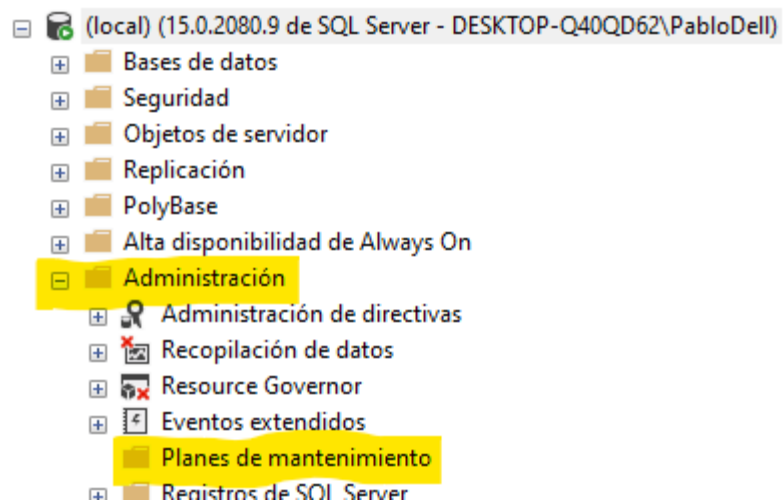 (local) (15.0.2080.9 de SQL Server - DESKTOP-Q40QD62\PabloDell)
Bases de datos
Seguridad
Objetos de servidor
Replicación
PolyBase
Alta disponibilidad de Always On
Administración
Administración de directivas
Recopilación de datos
Resource Governor
Eventos extendidos
Planes de mantenimiento
Registros de SQL Server